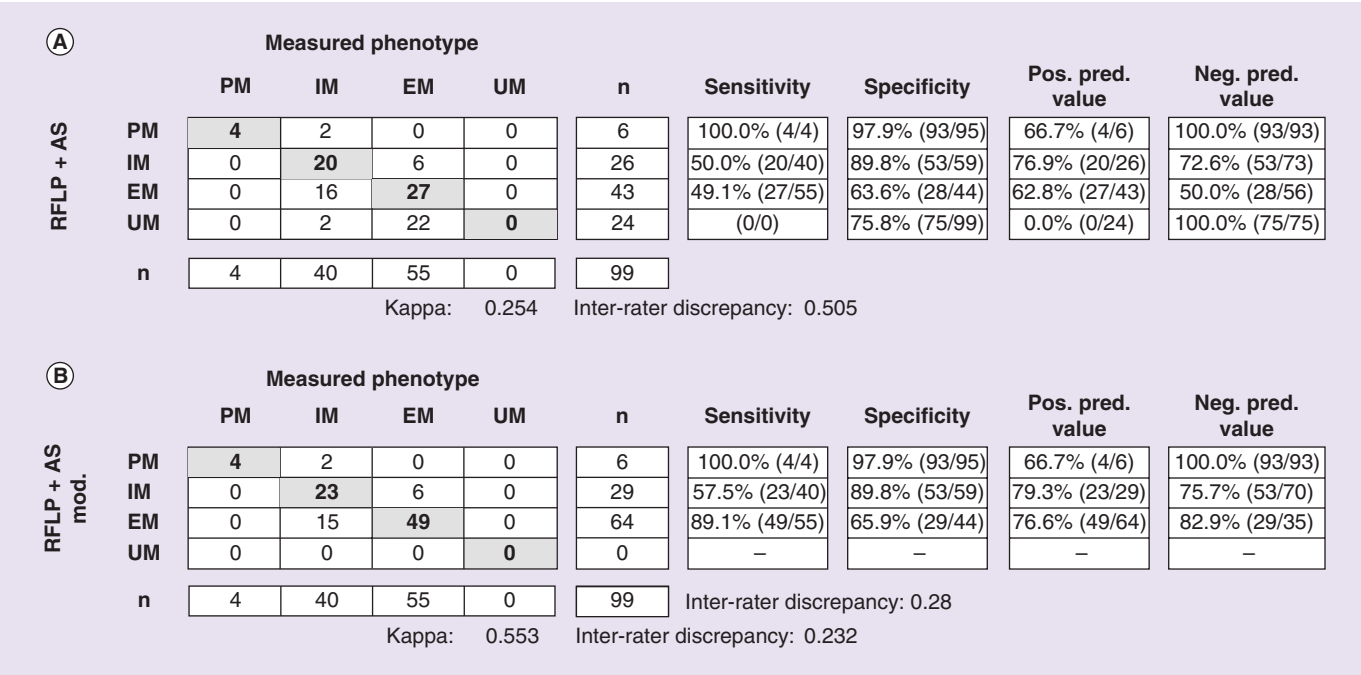 A
Measured phenotype
PM IM EM UM n Sensitivity Specificity Pos. pred. value Neg. pred. value
RFLP + AS
PM 4 2 0 0 6 100.0% (4/4) 97.9% (93/95) 66.7% (4/6) 100.0% (93/93)
IM 0 20 6 0 26 50.0% (20/40) 89.8% (53/59) 76.9% (20/26) 72.6% (53/73)
EM 0 16 27 0 43 49.1% (27/55) 63.6% (28/44) 62.8% (27/43) 50.0% (28/56)
UM 0 2 22 0 24 (0/0) 75.8% (75/99) 0.0% (0/24) 100.0% (75/75)
n 4 40 55 0 99
Kappa: 0.254 Inter-rater discrepancy: 0.505
B
Measured phenotype
PM IM EM UM n Sensitivity Specificity Pos. pred. value Neg. pred. value
RFLP + AS
mod.
PM 4 2 0 0 6 100.0% (4/4) 97.9% (93/95) 66.7% (4/6) 100.0% (93/93)
IM 0 23 6 0 29 57.5% (23/40) 89.8% (53/59) 79.3% (23/29) 75.7% (53/70)
EM 0 15 49 0 64 89.1% (49/55) 65.9% (29/44) 76.6% (49/64) 82.9% (29/35)
UM 0 0 0 0 0 – – – –
n 4 40 55 0 99 Inter-rater discrepancy: 0.28
Kappa: 0.553 Inter-rater discrepancy: 0.232